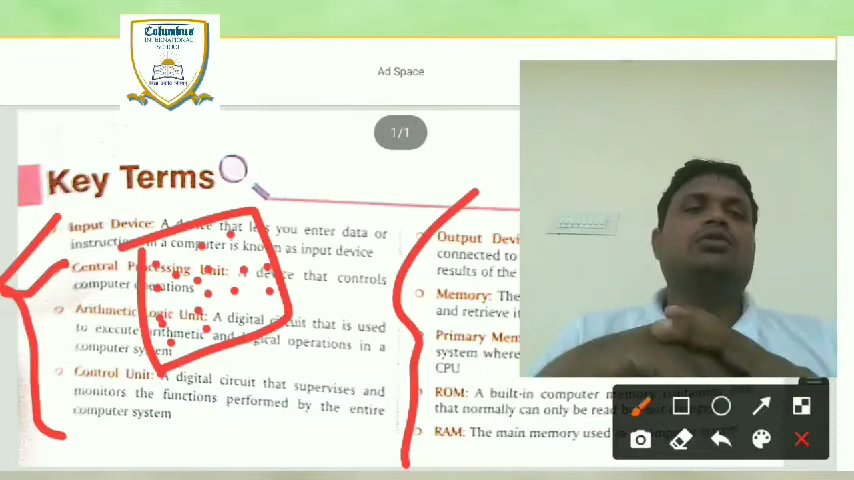 Columbus
INTERNATIONAL
SCHOOL
Ad Space
1/1
Key Terms
Input Device: A device that lets you enter data or
instruction in a computer is known as input device
Central Processing Unit: A device that controls
computer operations
Arithmetic Logic Unit: A digital circuit that is used
to execute arithmetic and logical operations in a
computer system
Control Unit: A digital circuit that supervises and
monitors the functions performed by the entire
computer system
Output Devi
connected to
results of the
Memory: The
and retrieve it
Primary Mem
system where
CPU
ROM: A built-in computer memory
that normally can only be read
RAM: The main memory used